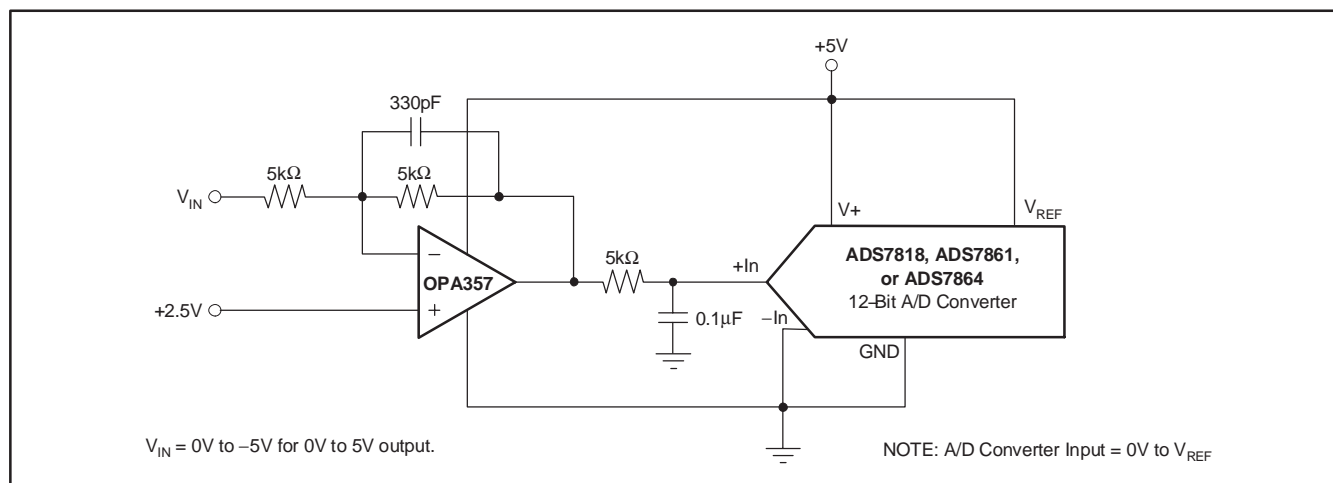 +5V
330pF
5kΩ
5kΩ
V_IN
V+
V_REF
−
OPA357
5kΩ
+In
ADS7818, ADS7861,
or ADS7864
12–Bit A/D Converter
+2.5V
+
0.1μF
−In
GND
V_IN = 0V to −5V for 0V to 5V output.
NOTE: A/D Converter Input = 0V to V_REF